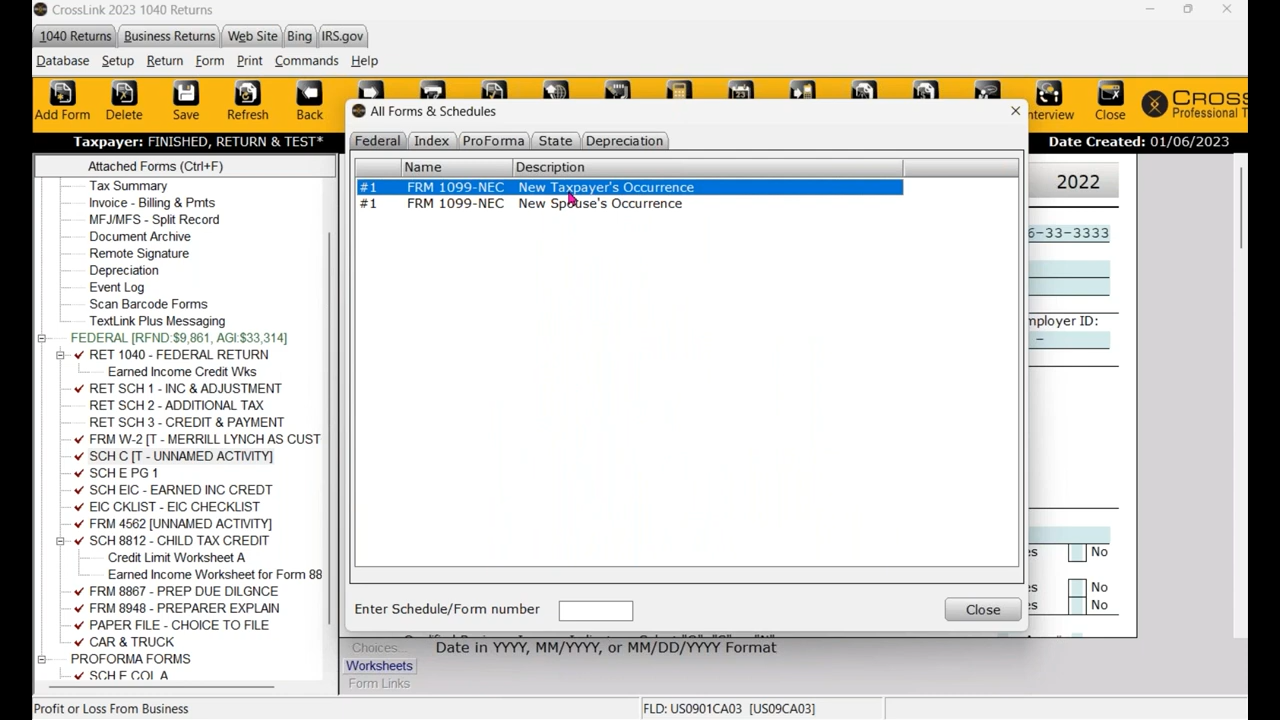 CrossLink 2023 1040 Returns
1040 Returns Business Returns Web Site Bing IRS.gov
Database Setup Return Form Print Commands Help
Add Form Delete Save Refresh Back Close
Professional
Taxpayer: FINISHED, RETURN & TEST*
Date Created: 01/06/2023
Attached Forms (Ctrl+F)
Tax Summary
Invoice - Billing & Pmts
MFJ/MFS - Split Record
Document Archive
Remote Signature
Depreciation
Event Log
Scan Barcode Forms
TextLink Plus Messaging
FEDERAL [RFND:$9,861, AGI:$33,314]
RET 1040 - FEDERAL RETURN
Earned Income Credit Wks
RET SCH 1 - INC & ADJUSTMENT
RET SCH 2 - ADDITIONAL TAX
RET SCH 3 - CREDIT & PAYMENT
FRM W-2 [T - MERRILL LYNCH AS CUST
SCH C [T - UNNAMED ACTIVITY]
SCH E PG 1
SCH EIC - EARNED INC CREDT
EIC CKLIST - EIC CHECKLIST
FRM 4562 [UNNAMED ACTIVITY]
SCH 8812 - CHILD TAX CREDIT
Credit Limit Worksheet A
Earned Income Worksheet for Form 88
FRM 8867 - PREP DUE DILGNCE
FRM 8948 - PREPARER EXPLAIN
PAPER FILE - CHOICE TO FILE
CAR & TRUCK
PROFORMA FORMS
SCH E COL A
All Forms & Schedules
Federal Index ProForma State Depreciation
Name Description
#1 FRM 1099-NEC New Taxpayer's Occurrence
#1 FRM 1099-NEC New Spouse's Occurrence
Enter Schedule/Form number
Close
2022
6-33-3333
mployer ID:
–
es No
es No
es No
Choices...
Date in YYYY, MM/YYYY, or MM/DD/YYYY Format
Worksheets
Form Links
Profit or Loss From Business
FLD: US0901CA03 [US09CA03]